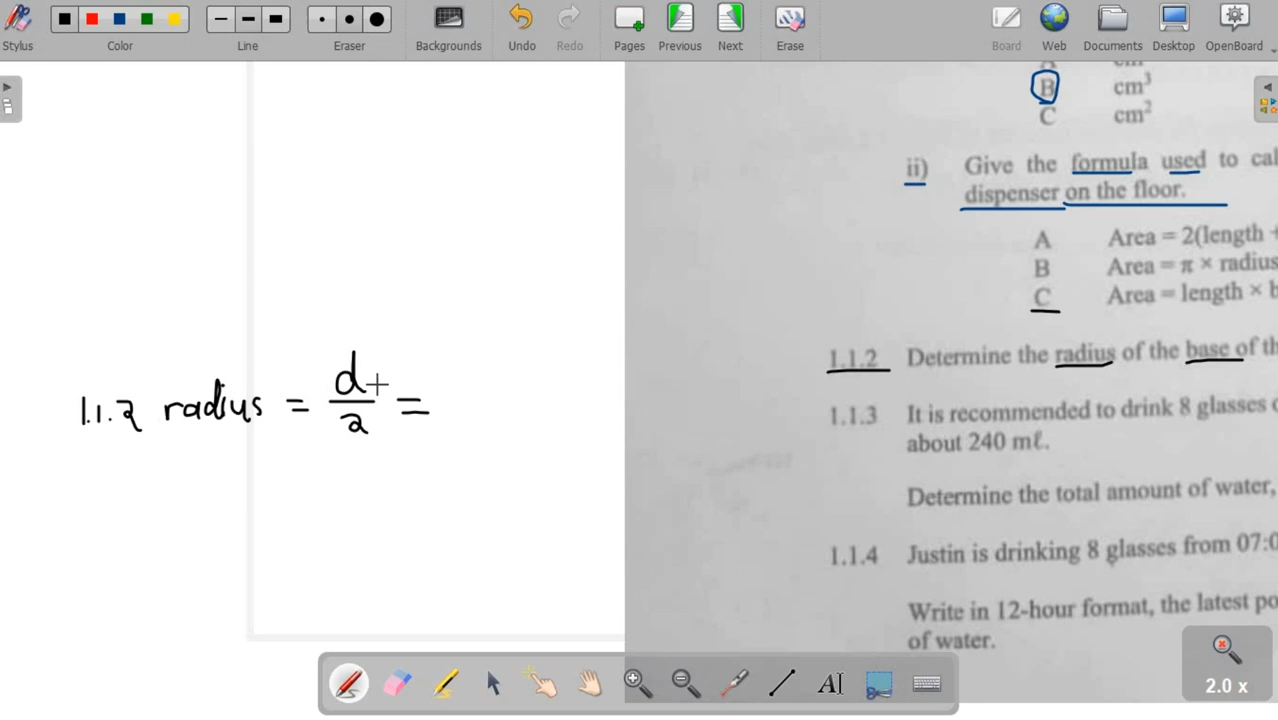 Stylus
Color
Line
Eraser
Backgrounds
Undo
Redo
Pages
Previous
Next
Erase
Board
Web
Documents
Desktop
OpenBoard
B cm³
C cm²
ii) Give the formula used to cal
dispenser on the floor.
A Area = 2(length +
B Area = π × radius
C Area = length × b
1.1.2 Determine the radius of the base of th
1.1.3 It is recommended to drink 8 glasses
about 240 mℓ.
Determine the total amount of water,
1.1.4 Justin is drinking 8 glasses from 07:0
Write in 12-hour format, the latest po
of water.
1.1.2 radius = d/2 =
2.0 x